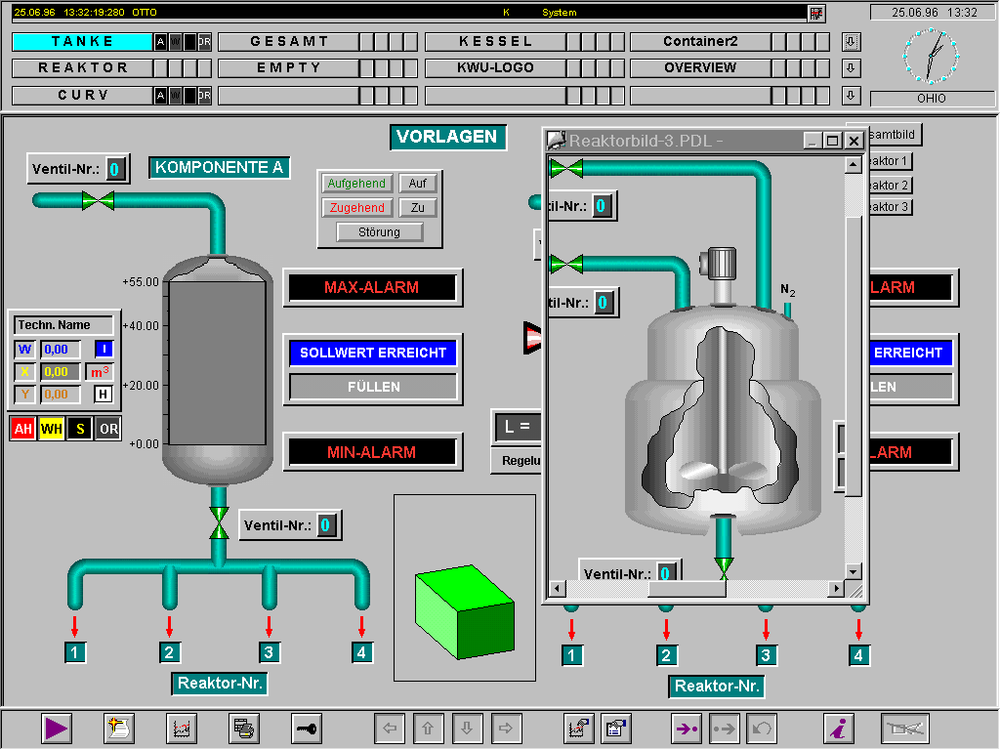 25.06.96 13:32:19:280 OTTO K System
25.06.96 13:32
TANKE A W OR GESAMT KESSEL Container2
REAKTOR EMPTY KWU-LOGO OVERVIEW
CURV A W OR
OHIO
VORLAGEN
Reaktorbild-3.PDL -
samtbild
Ventil-Nr.: 0
KOMPONENTE A
eaktor 1
Aufgehend Auf
eaktor 2
Zugehend Zu
til-Nr.: 0
eaktor 3
Störung
+55.00
MAX-ALARM
N2
LARM
til-Nr.: 0
Techn. Name
+40.00
W 0,00 I
SOLLWERT ERREICHT
ERREICHT
X 0,00 m³
+20.00
FÜLLEN
LEN
Y 0,00 H
AH WH S OR
L =
+0.00
MIN-ALARM
LARM
Regelu
Ventil-Nr.: 0
Ventil-Nr.: 0
1 2 3 4
1 2 3 4
Reaktor-Nr.
Reaktor-Nr.